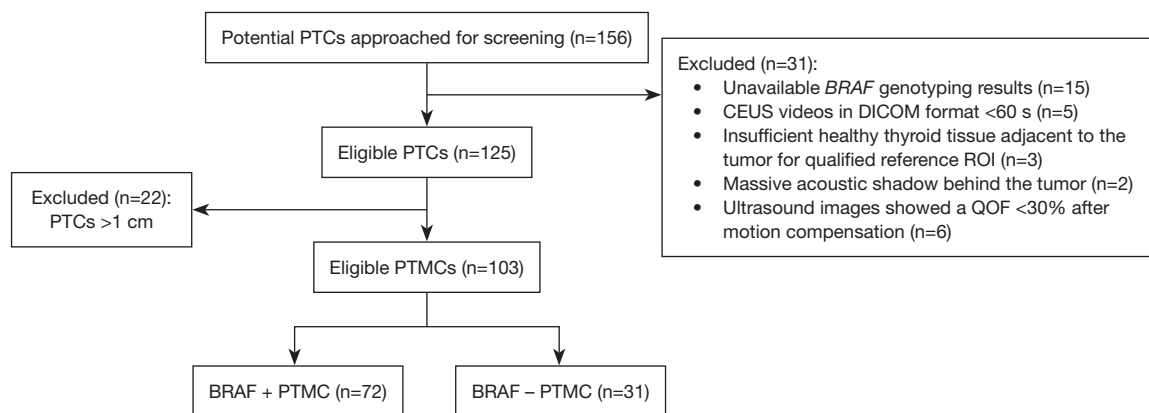 Potential PTCs approached for screening (n=156)
Excluded (n=31):
• Unavailable BRAF genotyping results (n=15)
• CEUS videos in DICOM format <60 s (n=5)
• Insufficient healthy thyroid tissue adjacent to the
tumor for qualified reference ROI (n=3)
• Massive acoustic shadow behind the tumor (n=2)
• Ultrasound images showed a QOF <30% after
motion compensation (n=6)
Eligible PTCs (n=125)
Excluded (n=22):
PTCs >1 cm
Eligible PTMCs (n=103)
BRAF + PTMC (n=72)
BRAF – PTMC (n=31)